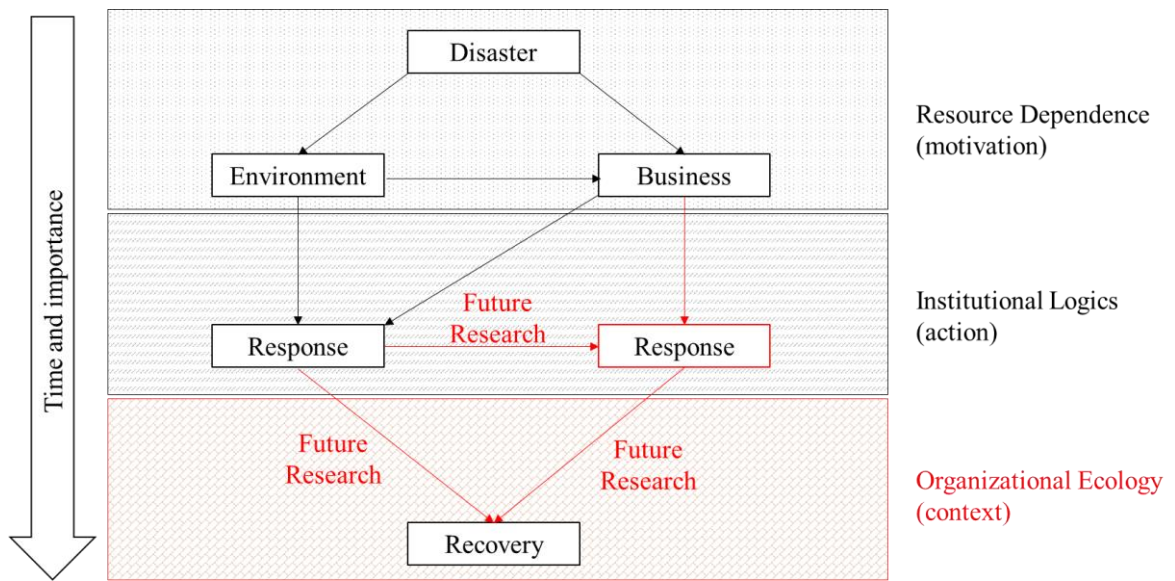 Time and importance
Disaster
Environment
Business
Resource Dependence
(motivation)
Future
Research
Response
Response
Institutional Logics
(action)
Future
Research
Future
Research
Recovery
Organizational Ecology
(context)